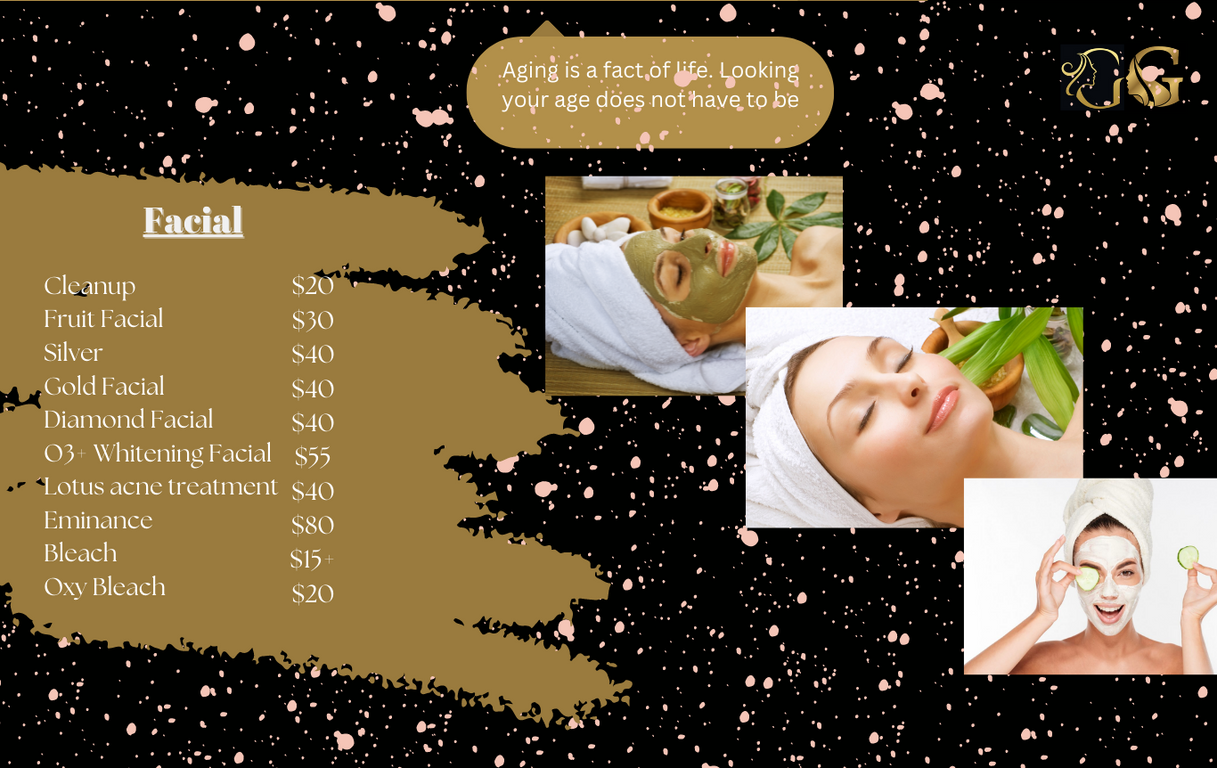 Aging is a fact of life. Looking
your age does not have to be
GG
Facial
Cleanup $20
Fruit Facial $30
Silver $40
Gold Facial $40
Diamond Facial $40
O3+ Whitening Facial $55
Lotus acne treatment $40
Eminance $80
Bleach $15+
Oxy Bleach $20